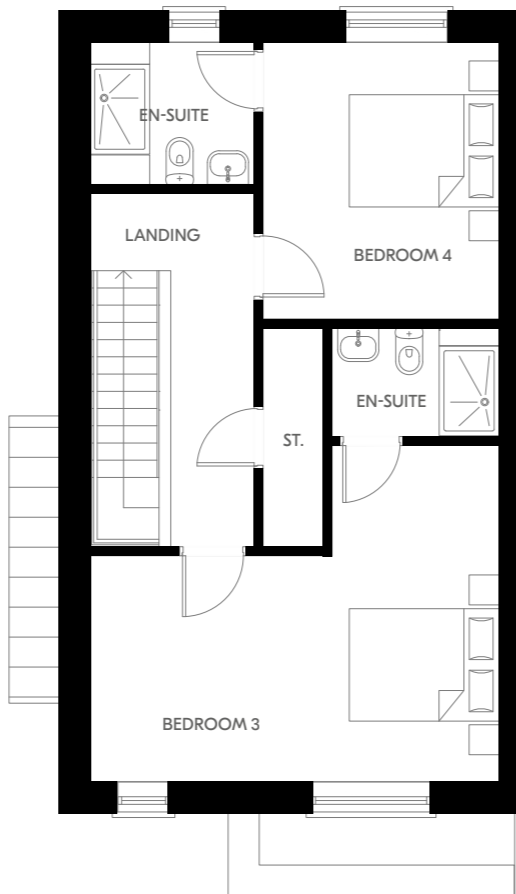 EN-SUITE
LANDING
BEDROOM 4
EN-SUITE
ST.
BEDROOM 3